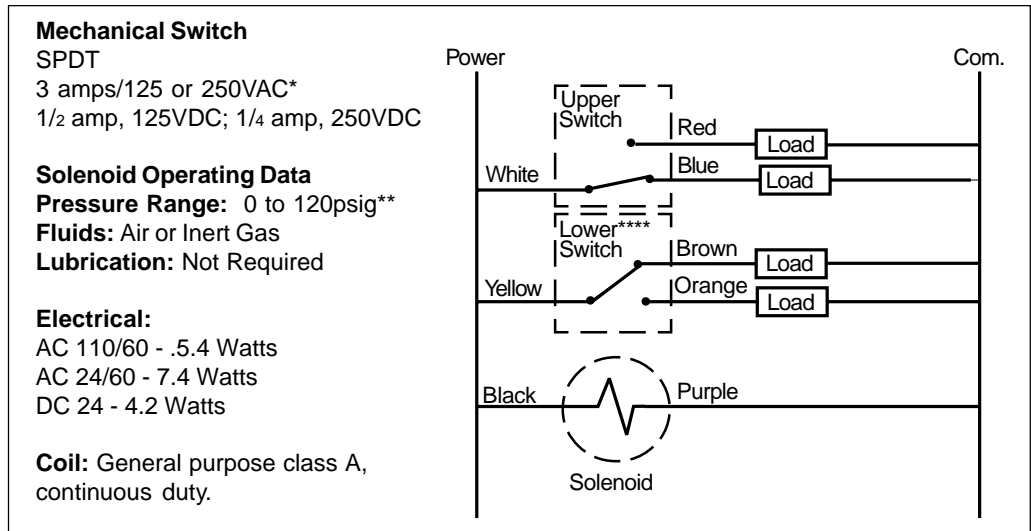 Mechanical Switch
SPDT
3 amps/125 or 250VAC*
1/2 amp, 125VDC; 1/4 amp, 250VDC
Solenoid Operating Data
Pressure Range: 0 to 120psig**
Fluids: Air or Inert Gas
Lubrication: Not Required
Electrical:
AC 110/60 - .5.4 Watts
AC 24/60 - 7.4 Watts
DC 24 - 4.2 Watts
Coil: General purpose class A,
continuous duty.
Power
Com.
Upper
Switch
Red
Load
White
Blue
Load
Lower****
Switch
Brown
Load
Yellow
Orange
Load
Black
Purple
Solenoid